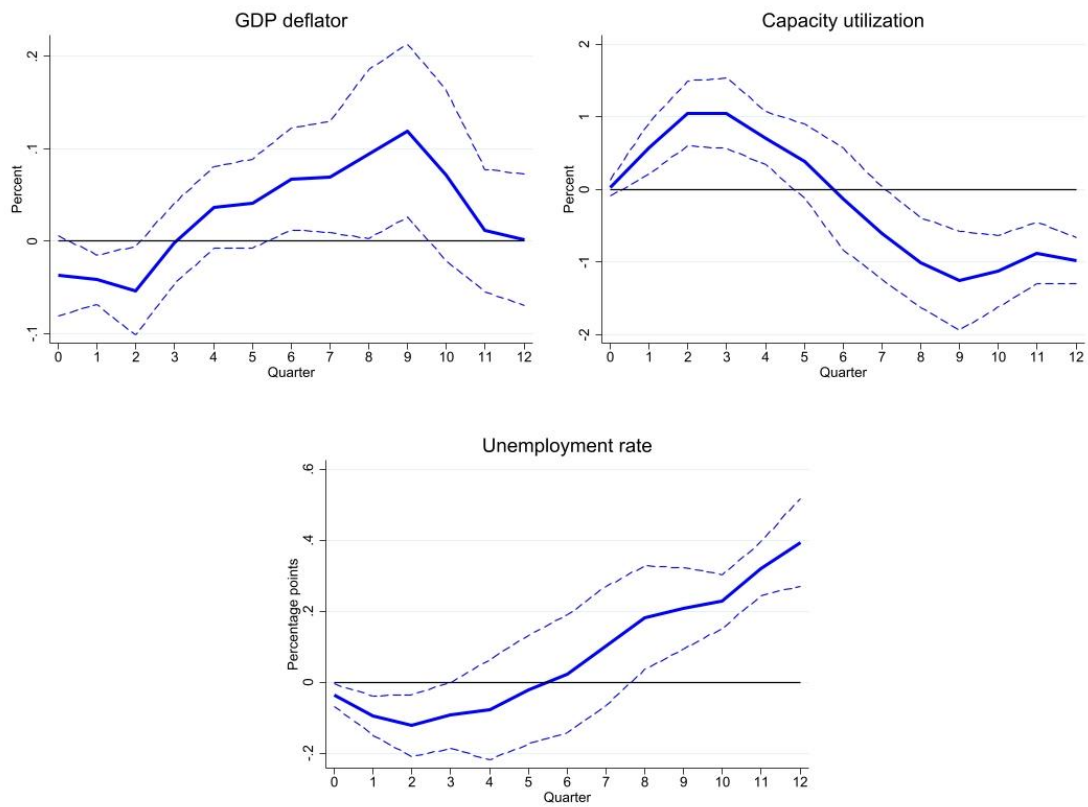 GDP deflator
Percent
.2
.1
0
-.1
0 1 2 3 4 5 6 7 8 9 10 11 12
Quarter
Capacity utilization
Percent
2
1
0
-1
-2
0 1 2 3 4 5 6 7 8 9 10 11 12
Quarter
Unemployment rate
Percentage points
.6
.4
.2
0
-.2
0 1 2 3 4 5 6 7 8 9 10 11 12
Quarter